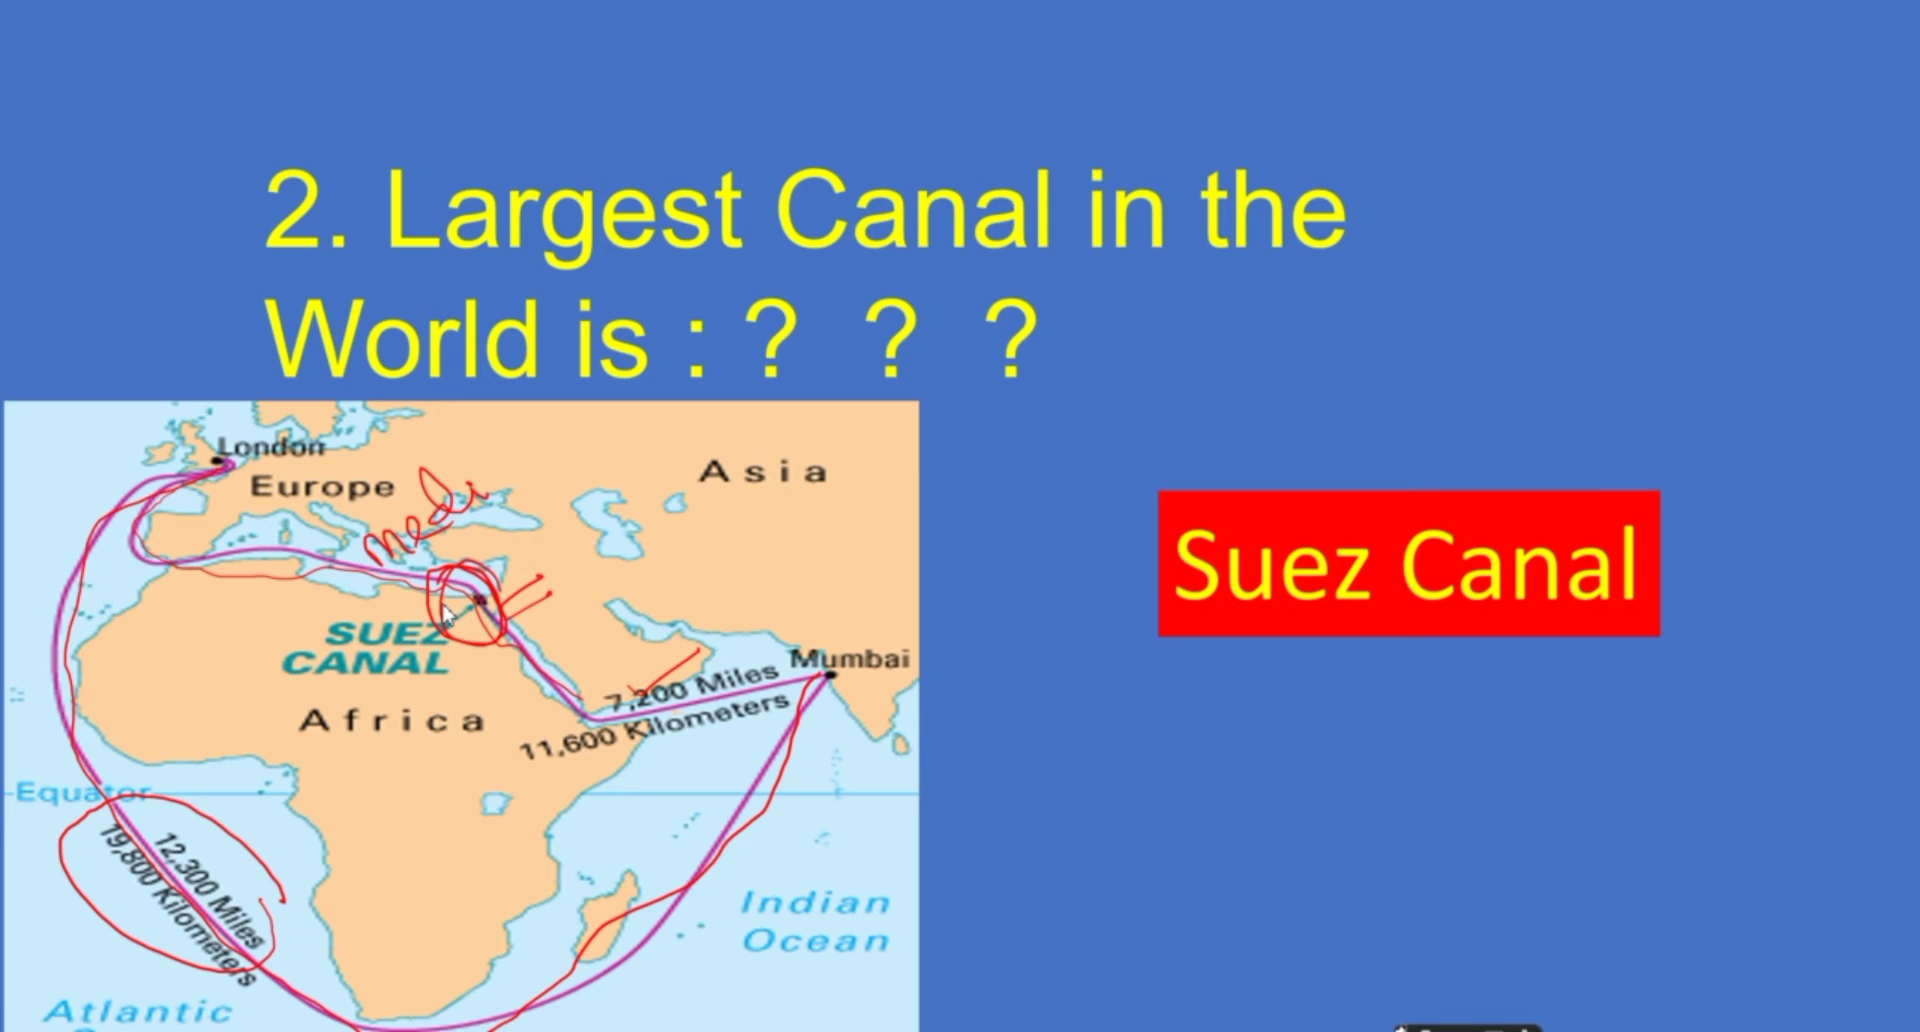 2. Largest Canal in the
World is : ? ? ?
London
Europe
Asia
Medi
SUEZ
CANAL
Africa
Mumbai
7,200 Miles
11,600 Kilometers
Equator
12,300 Miles
19,800 Kilometers
Indian
Ocean
Atlantic
Suez Canal